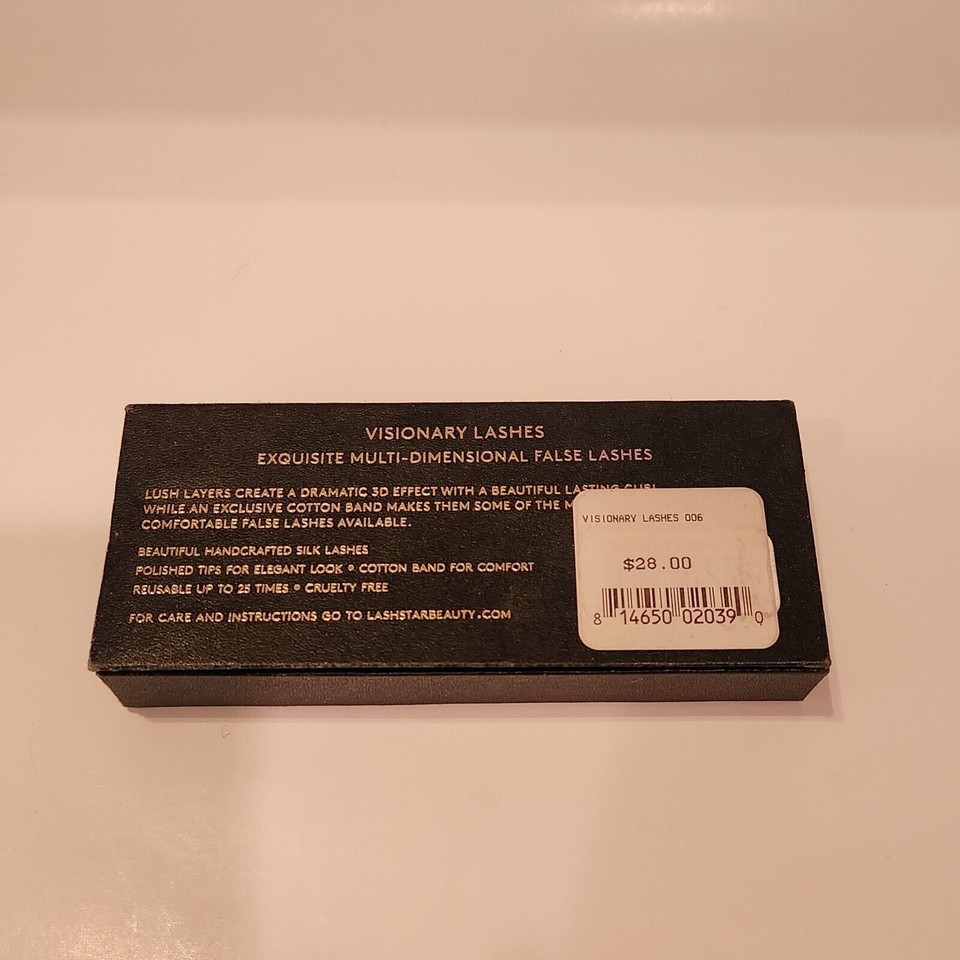 VISIONARY LASHES
EXQUISITE MULTI-DIMENSIONAL FALSE LASHES
LUSH LAYERS CREATE A DRAMATIC 3D EFFECT WITH A BEAUTIFUL LASTING CURL
WHILE AN EXCLUSIVE COTTON BAND MAKES THEM SOME OF THE
COMFORTABLE FALSE LASHES AVAILABLE.
BEAUTIFUL HANDCRAFTED SILK LASHES
POLISHED TIPS FOR ELEGANT LOOK • COTTON BAND FOR COMFORT
REUSABLE UP TO 25 TIMES • CRUELTY FREE
FOR CARE AND INSTRUCTIONS GO TO LASHSTARBEAUTY.COM
VISIONARY LASHES 006
$28.00
8 14650 02039 0